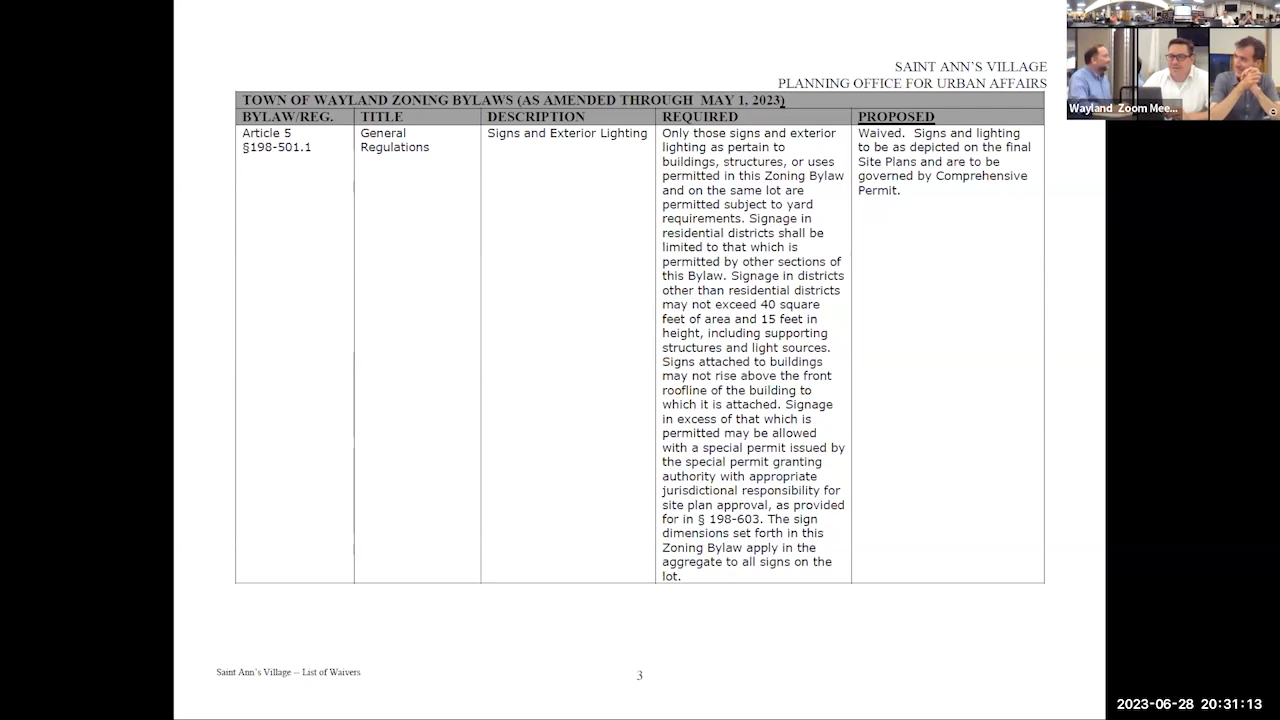 SAINT ANN'S VILLAGE
PLANNING OFFICE FOR URBAN AFFAIRS
TOWN OF WAYLAND ZONING BYLAWS (AS AMENDED THROUGH MAY 1, 2023)
BYLAW/REG. TITLE DESCRIPTION REQUIRED PROPOSED
Article 5
§198-501.1
General
Regulations
Signs and Exterior Lighting
Only those signs and exterior
lighting as pertain to
buildings, structures, or uses
permitted in this Zoning Bylaw
and on the same lot are
permitted subject to yard
requirements. Signage in
residential districts shall be
limited to that which is
permitted by other sections of
this Bylaw. Signage in districts
other than residential districts
may not exceed 40 square
feet of area and 15 feet in
height, including supporting
structures and light sources.
Signs attached to buildings
may not rise above the front
roofline of the building to
which it is attached. Signage
in excess of that which is
permitted may be allowed
with a special permit issued by
the special permit granting
authority with appropriate
jurisdictional responsibility for
site plan approval, as provided
for in § 198-603. The sign
dimensions set forth in this
Zoning Bylaw apply in the
aggregate to all signs on the
lot.
Waived. Signs and lighting
to be as depicted on the final
Site Plans and are to be
governed by Comprehensive
Permit.
Saint Ann's Village -- List of Waivers
3
Wayland Zoom Mee...
2023-06-28 20:31:13